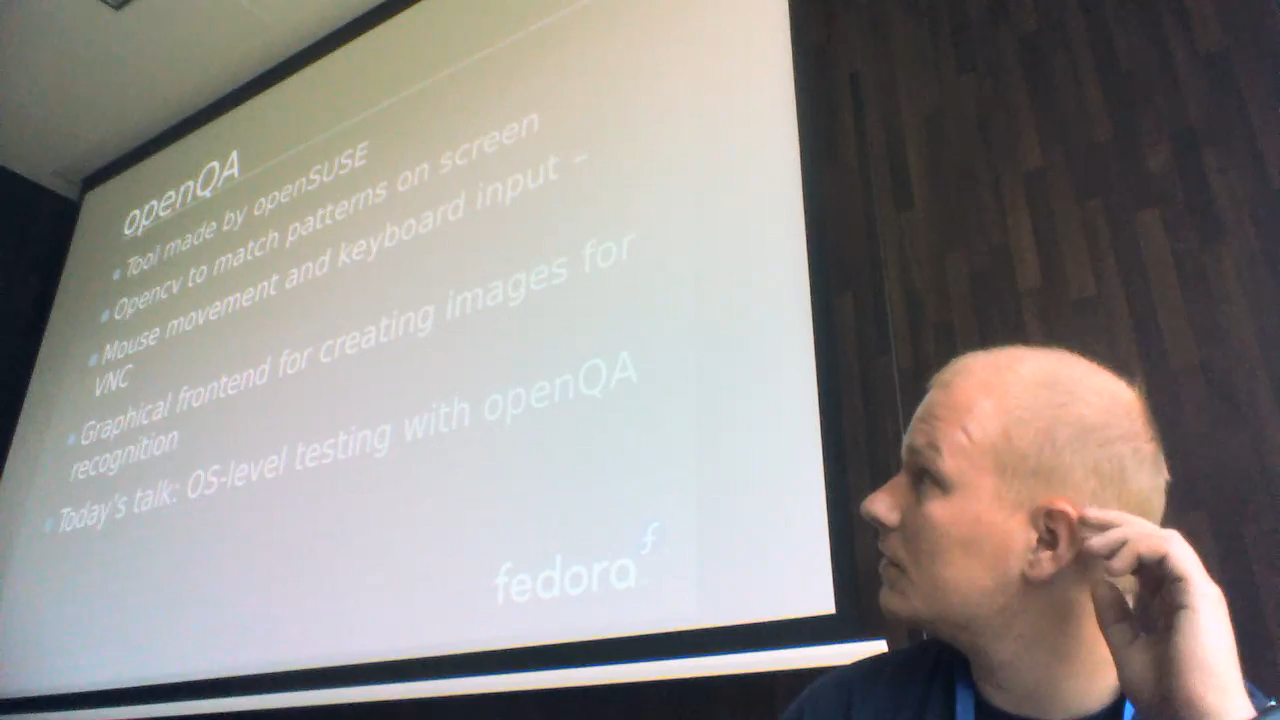 openQA
• Tool made by openSUSE
• Opencv to match patterns on screen
• Mouse movement and keyboard input –
VNC
• Graphical frontend for creating images for
recognition
• Today's talk: OS-level testing with openQA
fedora f